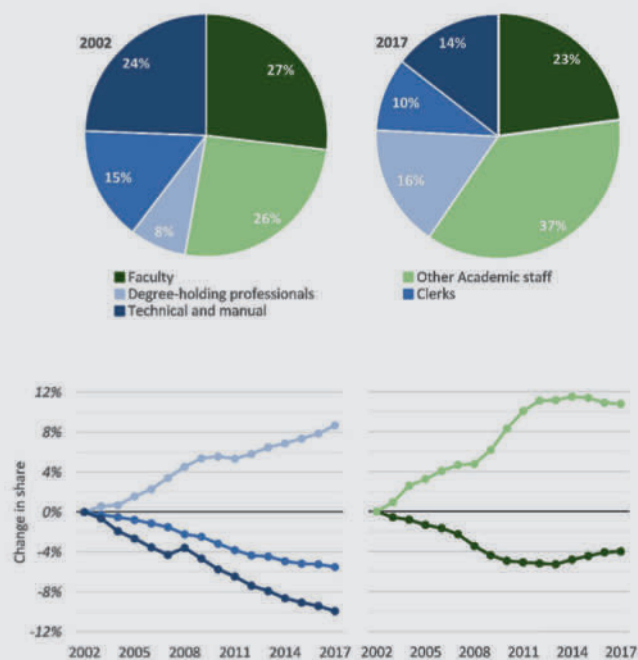 2002
24%
27%
15%
8%
26%
2017
14%
23%
10%
16%
37%
Faculty
Other Academic staff
Degree-holding professionals
Clerks
Technical and manual
Change in share
12%
8%
4%
0%
-4%
-8%
-12%
2002 2005 2008 2011 2014 2017
2002 2005 2008 2011 2014 2017